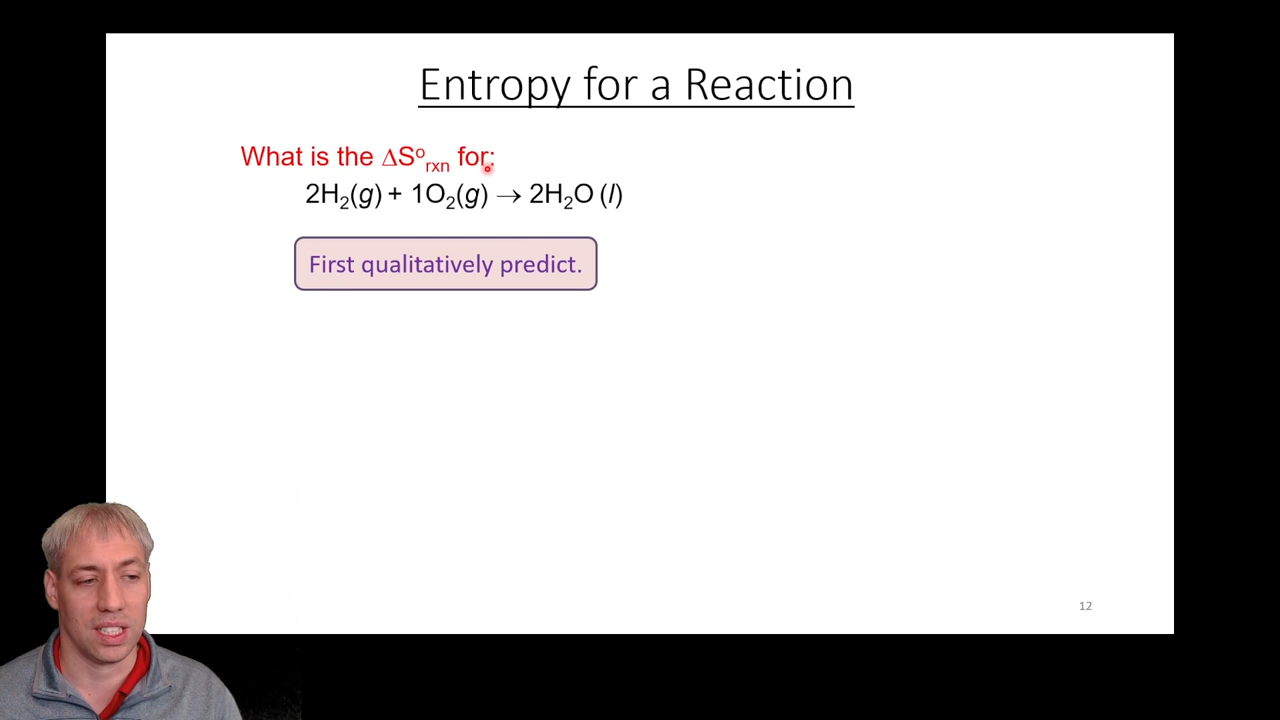 Entropy for a Reaction
What is the ΔS°rxn for:
2H₂(g) + 1O₂(g) → 2H₂O (l)
First qualitatively predict.
12